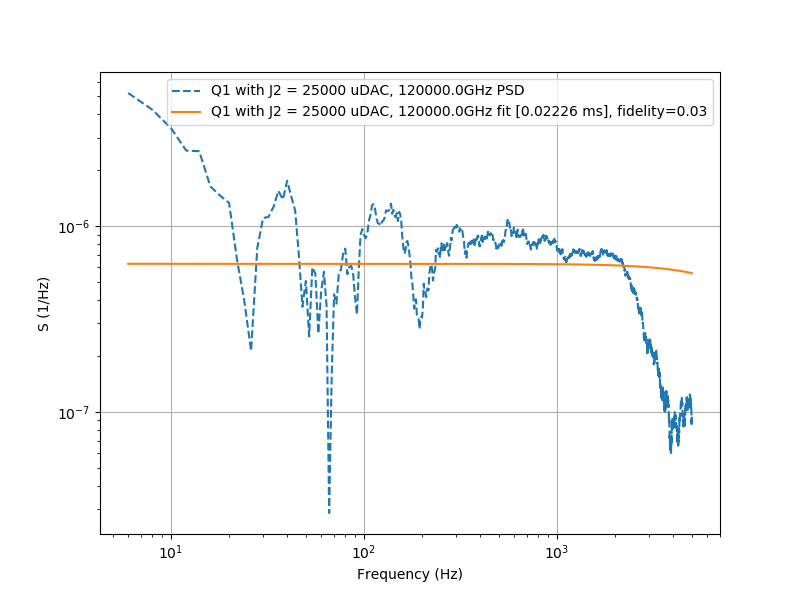 Q1 with J2 = 25000 uDAC, 120000.0GHz PSD
Q1 with J2 = 25000 uDAC, 120000.0GHz fit [0.02226 ms], fidelity=0.03
S (1/Hz)
10⁻⁶
10⁻⁷
10¹ 10² 10³
Frequency (Hz)